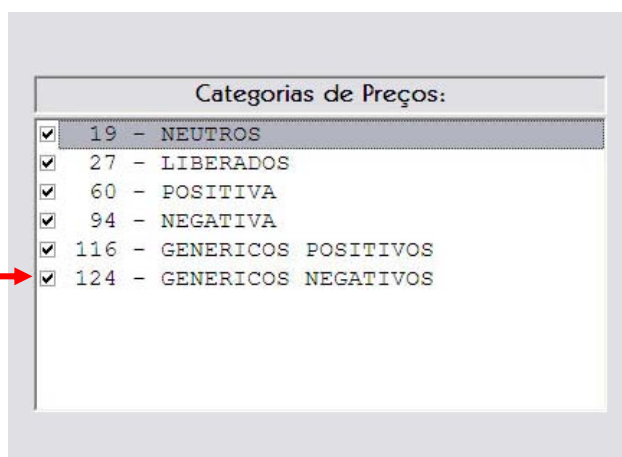 Categorias de Preços:
19 - NEUTROS
27 - LIBERADOS
60 - POSITIVA
94 - NEGATIVA
116 - GENERICOS POSITIVOS
124 - GENERICOS NEGATIVOS